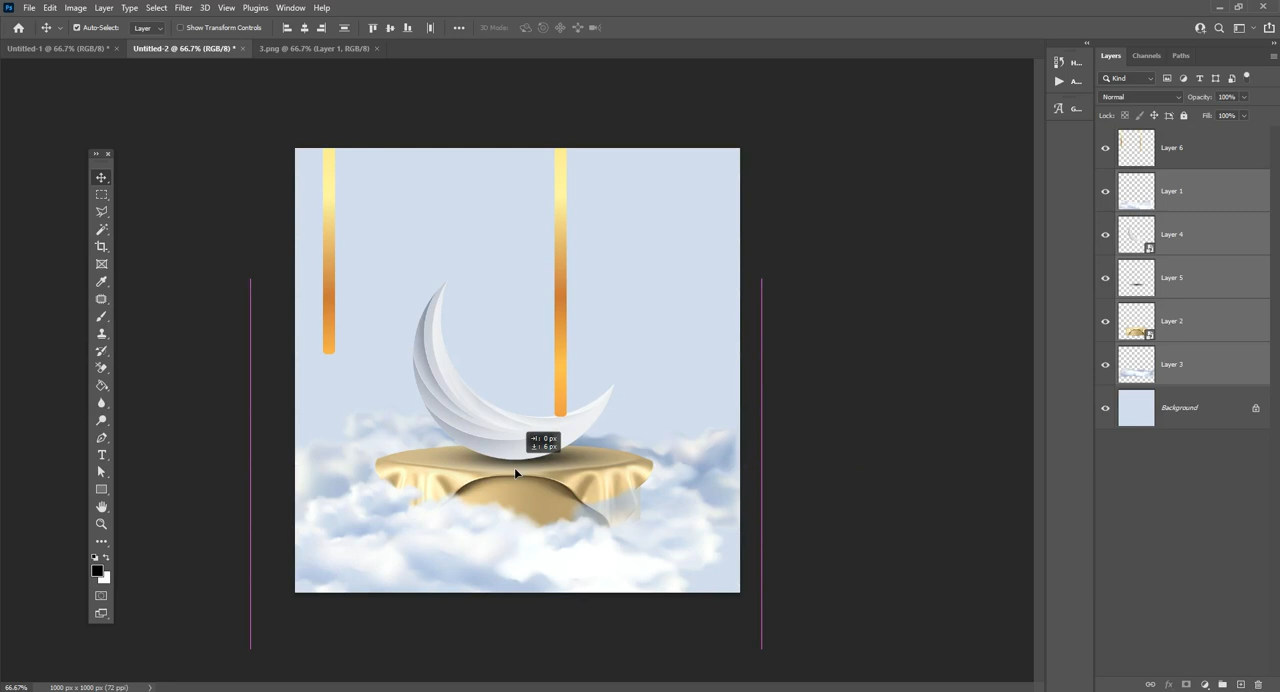 Ps File Edit Image Layer Type Select Filter 3D View Plugins Window Help
Auto-Select: Layer Show Transform Controls 3D Mode:
Untitled-1 @ 66.7% (RGB/8) * × Untitled-2 @ 66.7% (RGB/8) * × 3.png @ 66.7% (Layer 1, RGB/8) ×
H...
A...
G...
Layers Channels Paths
Kind
Normal Opacity: 100%
Lock: Fill: 100%
Layer 6
Layer 1
Layer 4
Layer 5
Layer 2
Layer 3
Background
→|: 0 px
↓: 6 px
66.67% 1000 px x 1000 px (72 ppi)